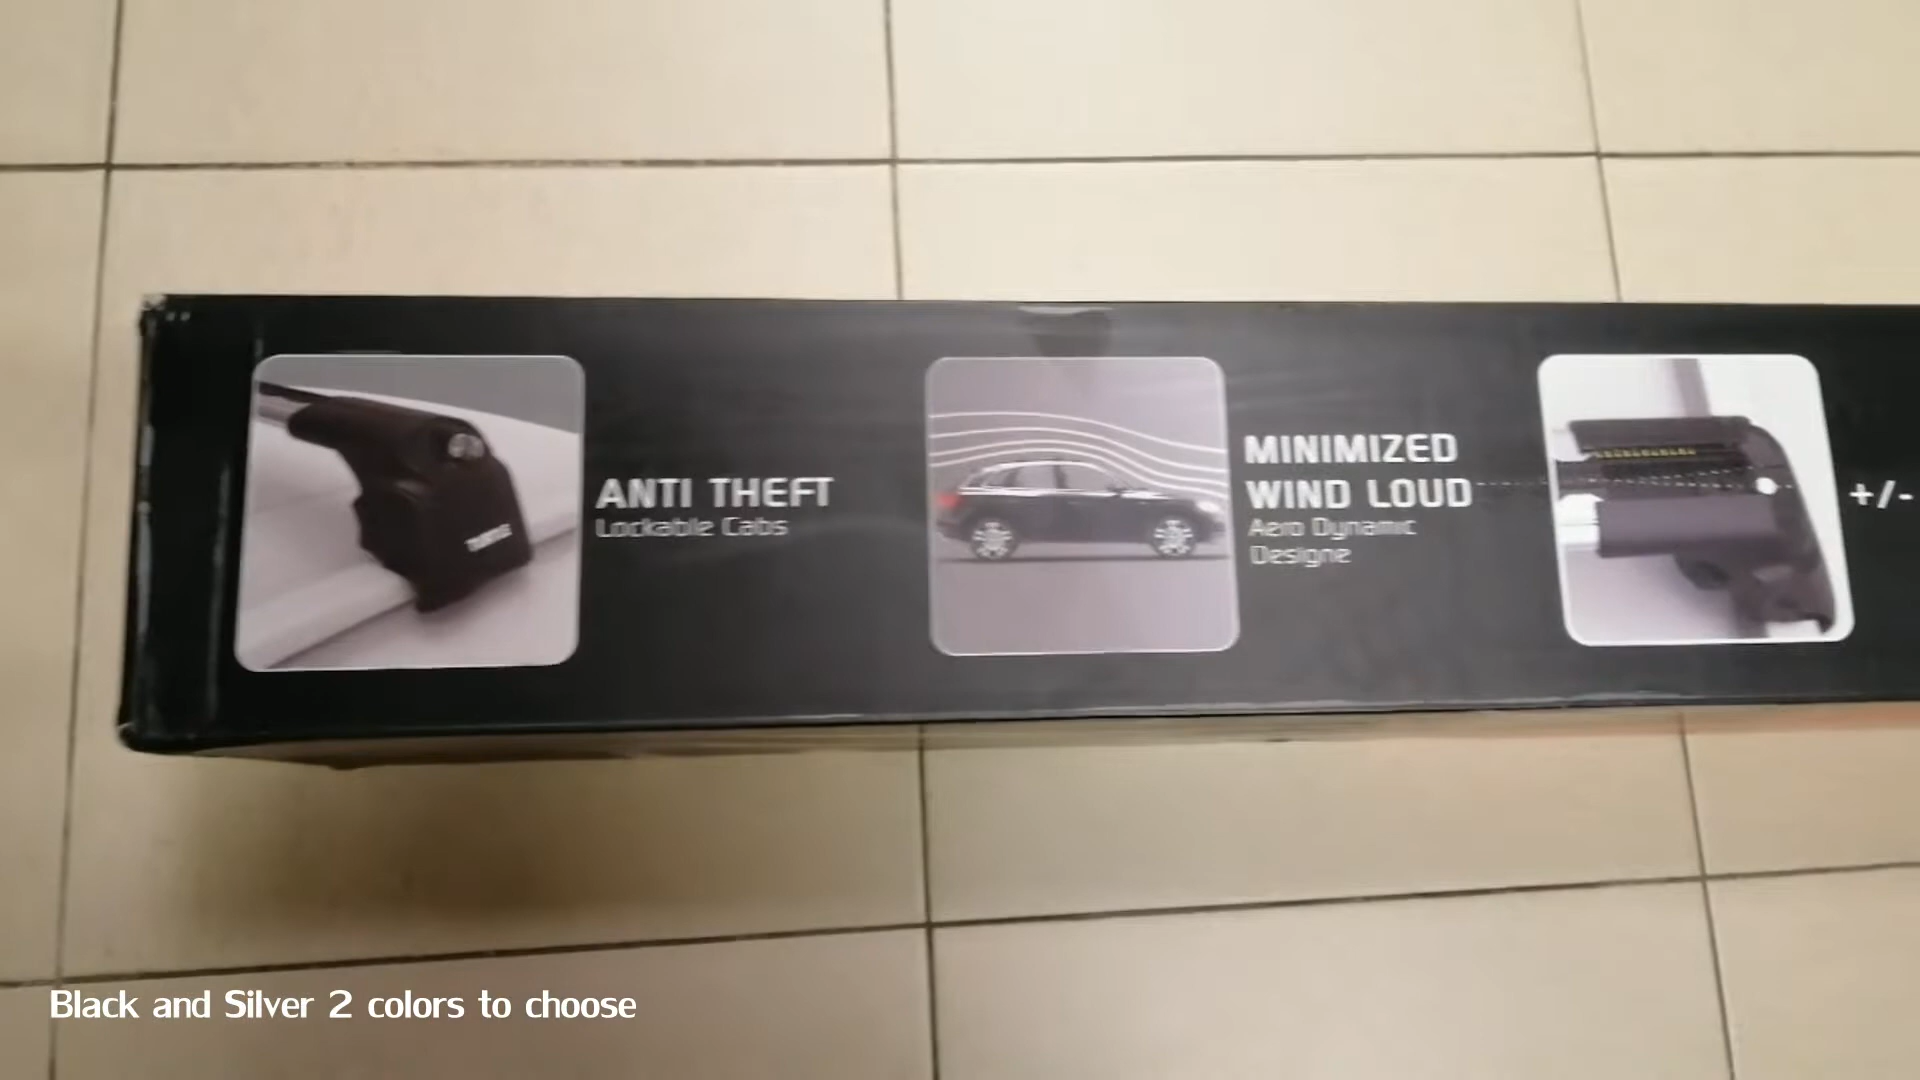 ANTI THEFT
Lockable Cabs
MINIMIZED
WIND LOUD
Aero Dynamic
Designe
+/-
Black and Silver 2 colors to choose